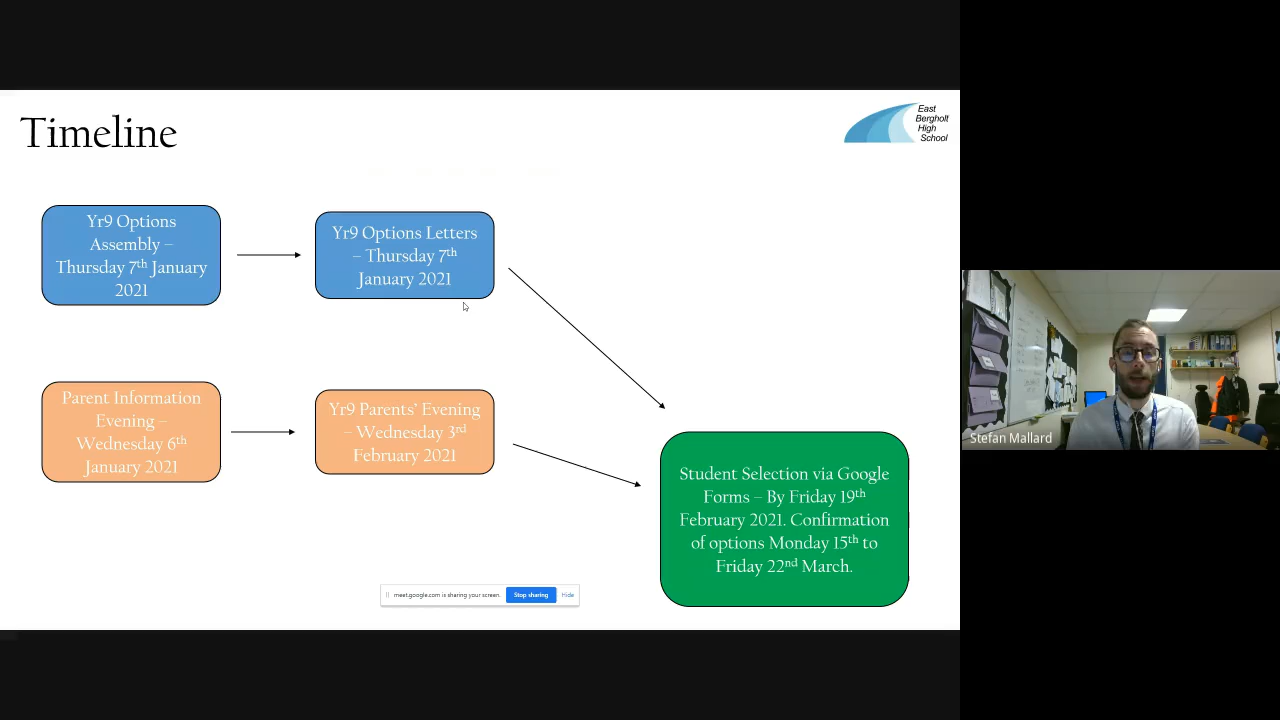 Timeline
East
Bergholt
High
School
Yr9 Options
Assembly –
Thursday 7th January
2021
Yr9 Options Letters
– Thursday 7th
January 2021
Parent Information
Evening –
Wednesday 6th
January 2021
Yr9 Parents' Evening
– Wednesday 3rd
February 2021
Student Selection via Google
Forms – By Friday 19th
February 2021. Confirmation
of options Monday 15th to
Friday 22nd March.
meet.google.com is sharing your screen. Stop sharing Hide
Stefan Mallard